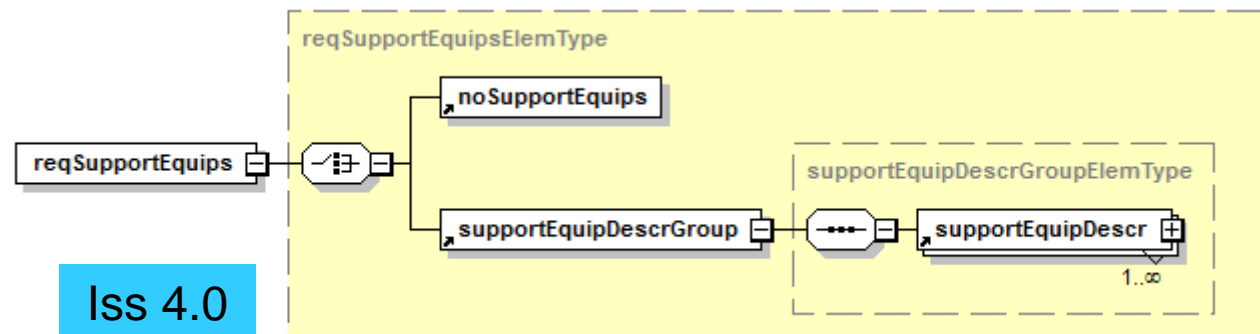 reqSupportEquipsElemType
noSupportEquips
reqSupportEquips
supportEquipDescrGroupElemType
supportEquipDescrGroup
supportEquipDescr
1..∞
Iss 4.0